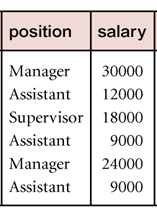 position salary
Manager 30000
Assistant 12000
Supervisor 18000
Assistant 9000
Manager 24000
Assistant 9000